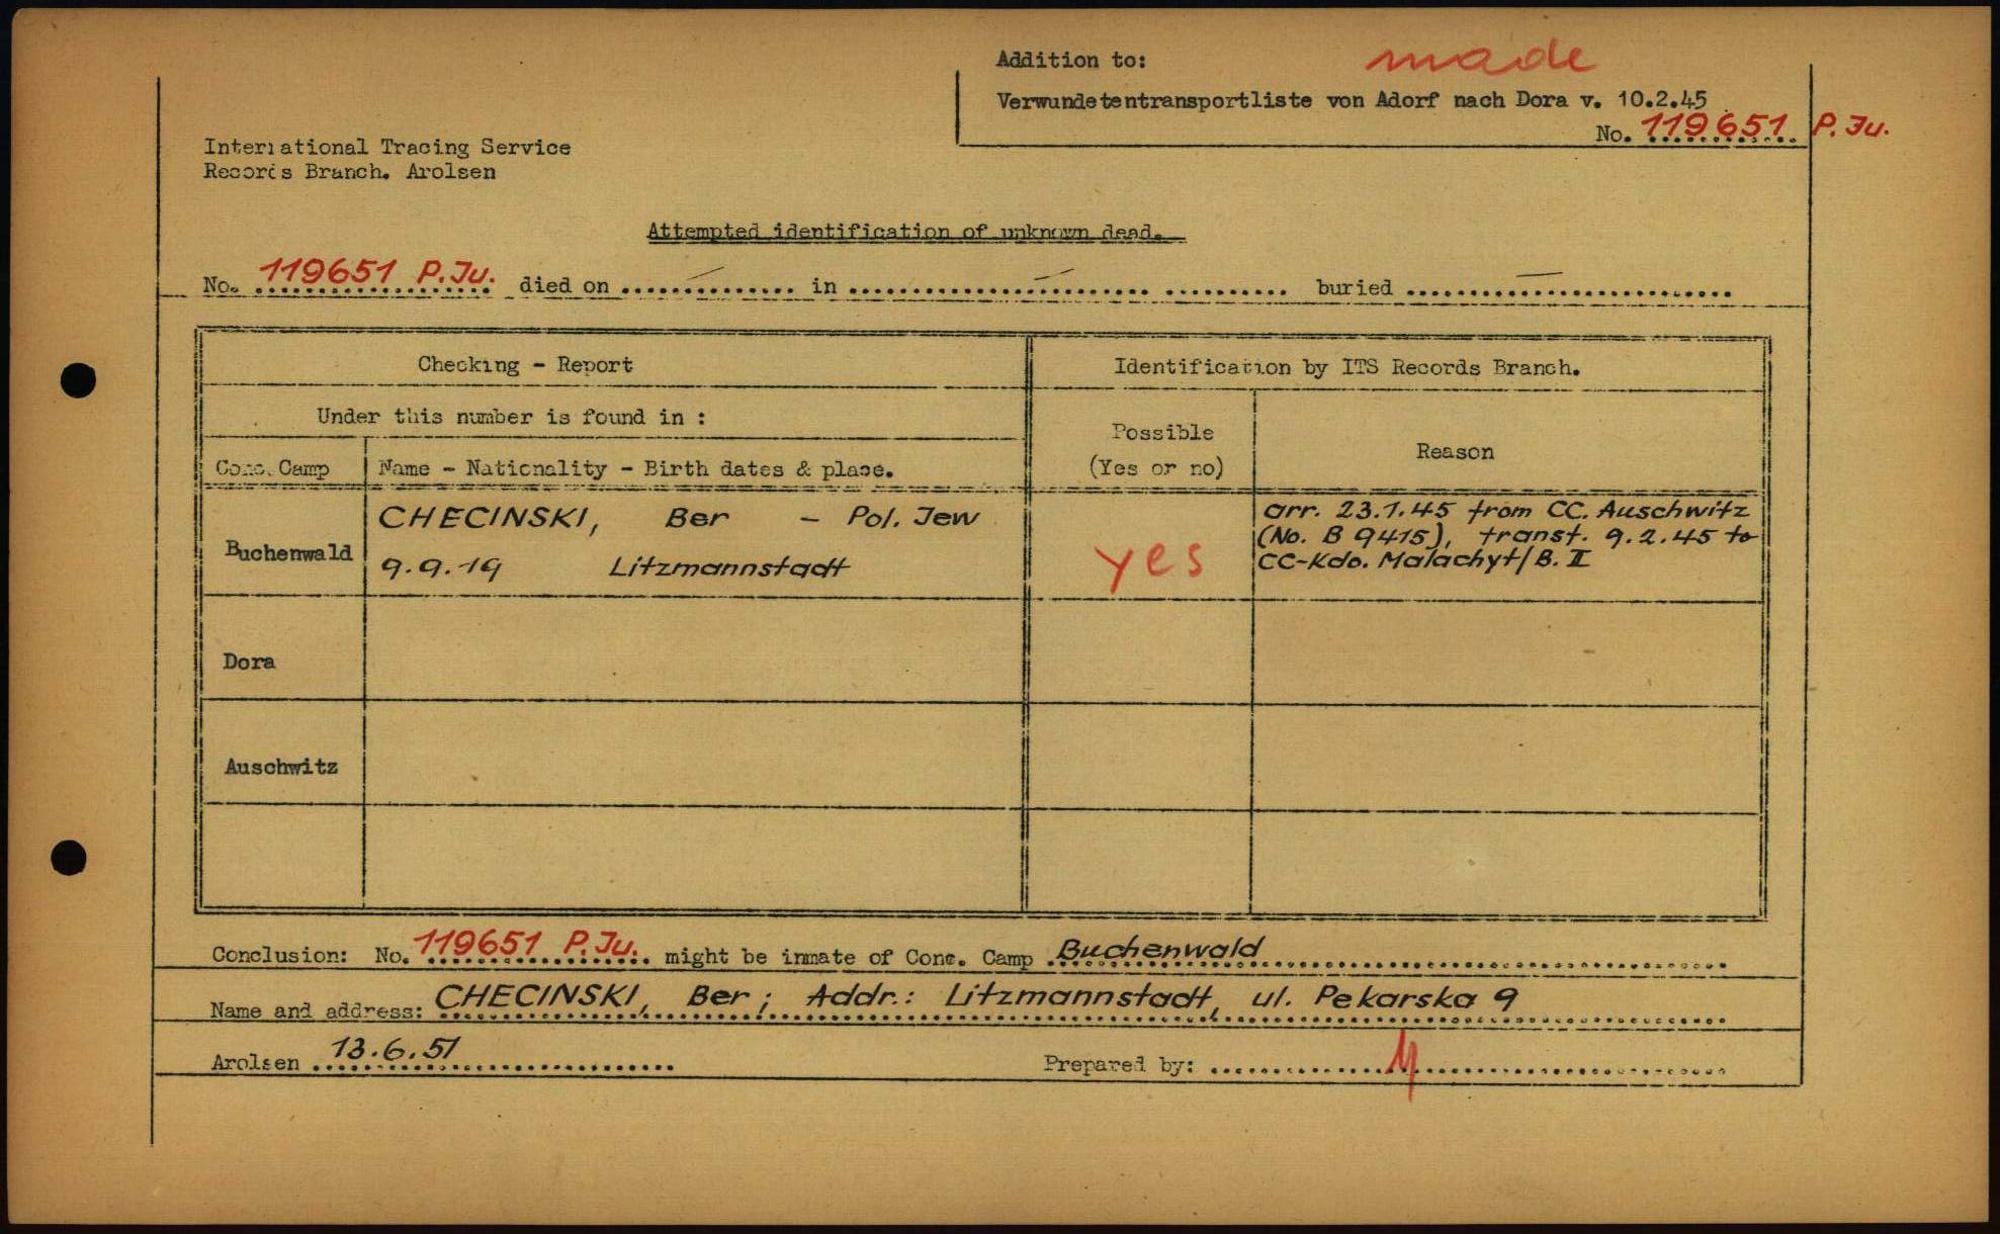 Addition to: made
Verwundetentransportliste von Adorf nach Dora v. 10.2.45
No. 119651 P. Ju.
International Tracing Service
Records Branch. Arolsen
Attempted identification of unknown dead.
No. 119651 P.Ju. died on — in — buried —
Checking - Report
Identification by ITS Records Branch.
Under this number is found in :
Possible
(Yes or no)
Reason
Conc. Camp
Name - Nationality - Birth dates & place.
Buchenwald
CHECINSKI, Ber - Pol. Jew
9.9.19 Litzmannstadt
yes
arr. 23.1.45 from CC. Auschwitz
(No. B 9415), transf. 9.2.45 to
CC-Kdo. Malachyt/B. II
Dora
Auschwitz
Conclusion: No. 119651 P.Ju. might be inmate of Conc. Camp Buchenwald
Name and address: CHECINSKI, Ber; Addr.: Litzmannstadt, ul. Pekarska 9
Arolsen 13.6.51
Prepared by: